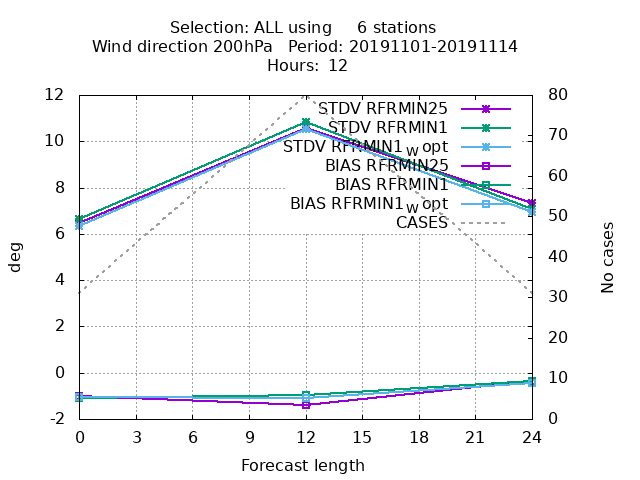 Selection: ALL using 6 stations
Wind direction 200hPa Period: 20191101-20191114
Hours: 12
STDV RFRMIN25
STDV RFRMIN1
STDV RFRMIN1w opt
BIAS RFRMIN25
BIAS RFRMIN1
BIAS RFRMIN1w opt
CASES
deg
12
10
8
6
4
2
0
-2
80
70
60
50
40
30
20
10
0
No cases
0 3 6 9 12 15 18 21 24
Forecast length